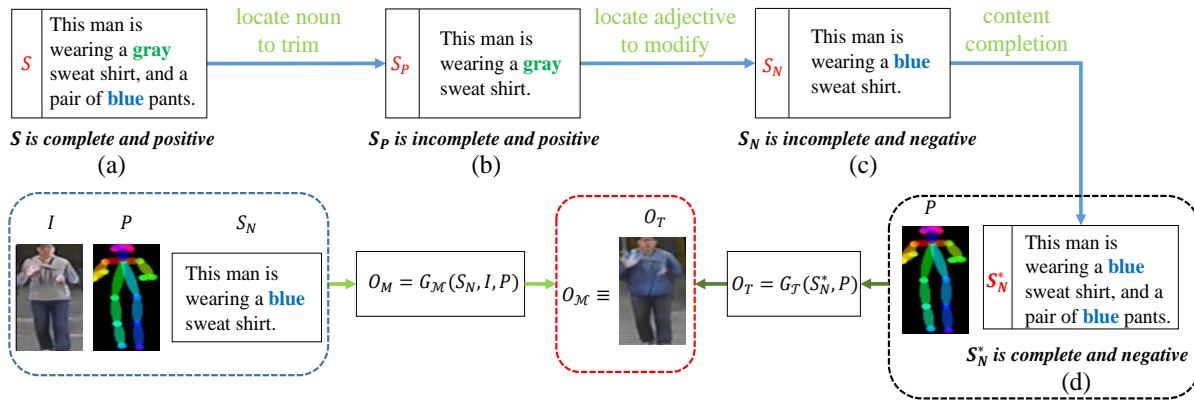 S
This man is
wearing a gray
sweat shirt, and a
pair of blue pants.
locate noun
to trim
S_P
This man is
wearing a gray
sweat shirt.
locate adjective
to modify
S_N
This man is
wearing a blue
sweat shirt.
content
completion
S is complete and positive
(a)
S_P is incomplete and positive
(b)
S_N is incomplete and negative
(c)
I
P
S_N
This man is
wearing a blue
sweat shirt.
O_M = G_ℳ(S_N, I, P)
O_T
O_ℳ ≡
O_T = G_𝒯(S_N^*, P)
P
S_N^*
This man is
wearing a blue
sweat shirt, and a
pair of blue pants.
S_N^* is complete and negative
(d)